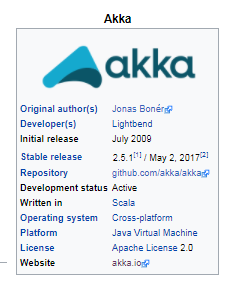 Akka
akka
Original author(s) Jonas Bonér
Developer(s) Lightbend
Initial release July 2009
Stable release 2.5.1[1] / May 2, 2017[2]
Repository github.com/akka/akka
Development status Active
Written in Scala
Operating system Cross-platform
Platform Java Virtual Machine
License Apache License 2.0
Website akka.io